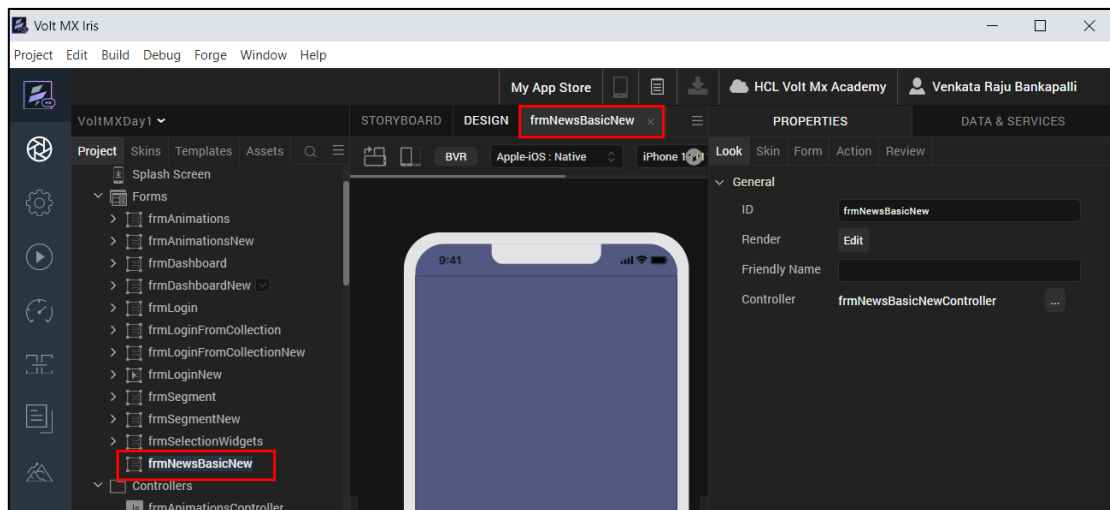 Volt MX Iris
Project Edit Build Debug Forge Window Help
My App Store HCL Volt Mx Academy Venkata Raju Bankapalli
VoltMXDay1 STORYBOARD DESIGN frmNewsBasicNew × PROPERTIES DATA & SERVICES
Project Skins Templates Assets BVR Apple-iOS : Native Look Skin Form Action Review
Splash Screen
General
Forms
ID frmNewsBasicNew
frmAnimations
frmAnimationsNew
Render Edit
frmDashboard
9:41
Friendly Name
frmDashboardNew
Controller frmNewsBasicNewController ...
frmLogin
frmLoginFromCollection
frmLoginFromCollectionNew
frmLoginNew
frmSegment
frmSegmentNew
frmSelectionWidgets
frmNewsBasicNew
Controllers
frmAnimationsController